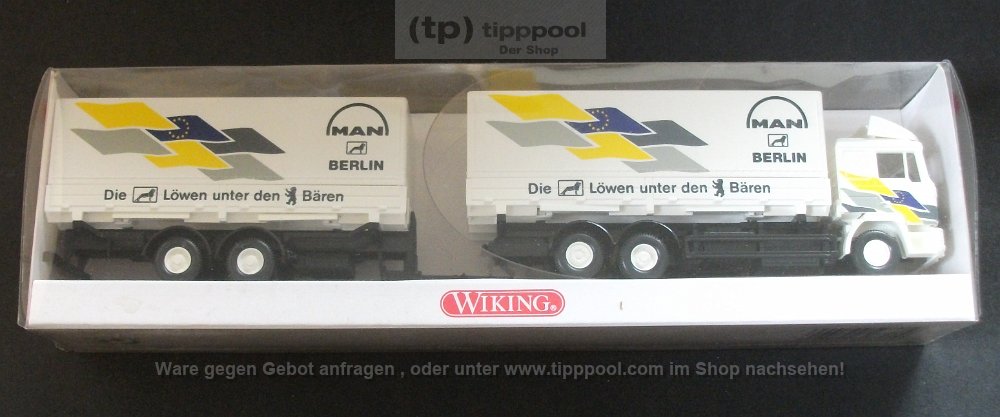 (tp) tipppool
Der Shop
MAN
BERLIN
Die Löwen unter den Bären
MAN
BERLIN
Die Löwen unter den Bären
WIKING®
Ware gegen Gebot anfragen , oder unter www.tipppool.com im Shop nachsehen!